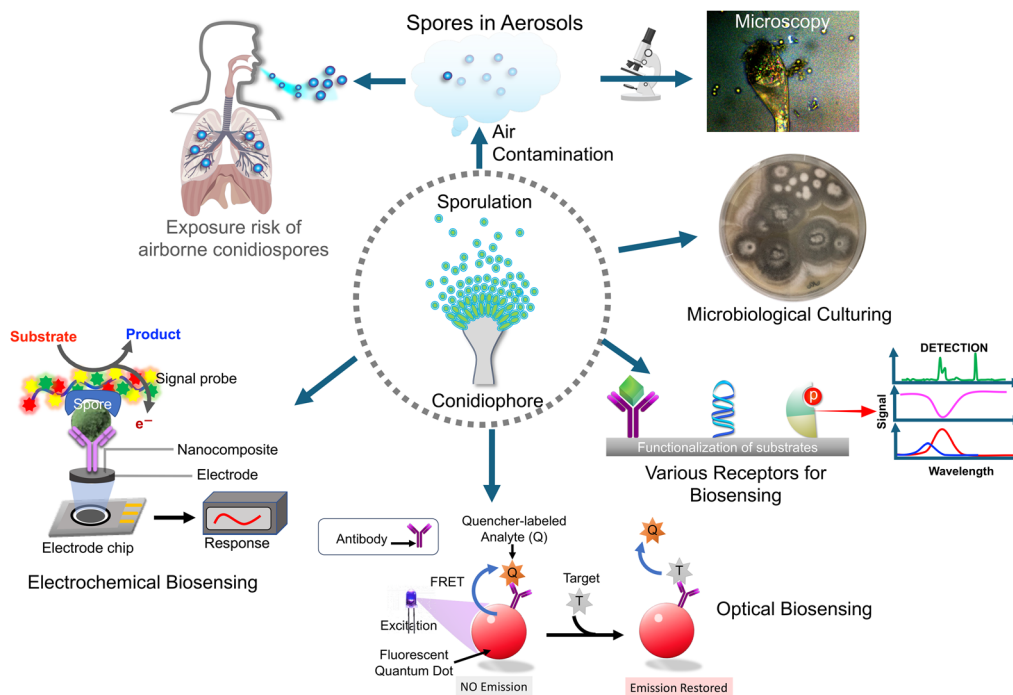 Spores in Aerosols
Microscopy
Air
Contamination
Exposure risk of
airborne conidiospores
Sporulation
Conidiophore
Microbiological Culturing
Substrate
Product
Signal probe
Spore
e−
Nanocomposite
Electrode
Electrode chip
Response
Electrochemical Biosensing
p
DETECTION
Signal
Wavelength
Functionalization of substrates
Various Receptors for
Biosensing
Antibody
Quencher-labeled
Analyte (Q)
Q
FRET
Excitation
Fluorescent
Quantum Dot
NO Emission
Target
T
Q
T
Emission Restored
Optical Biosensing